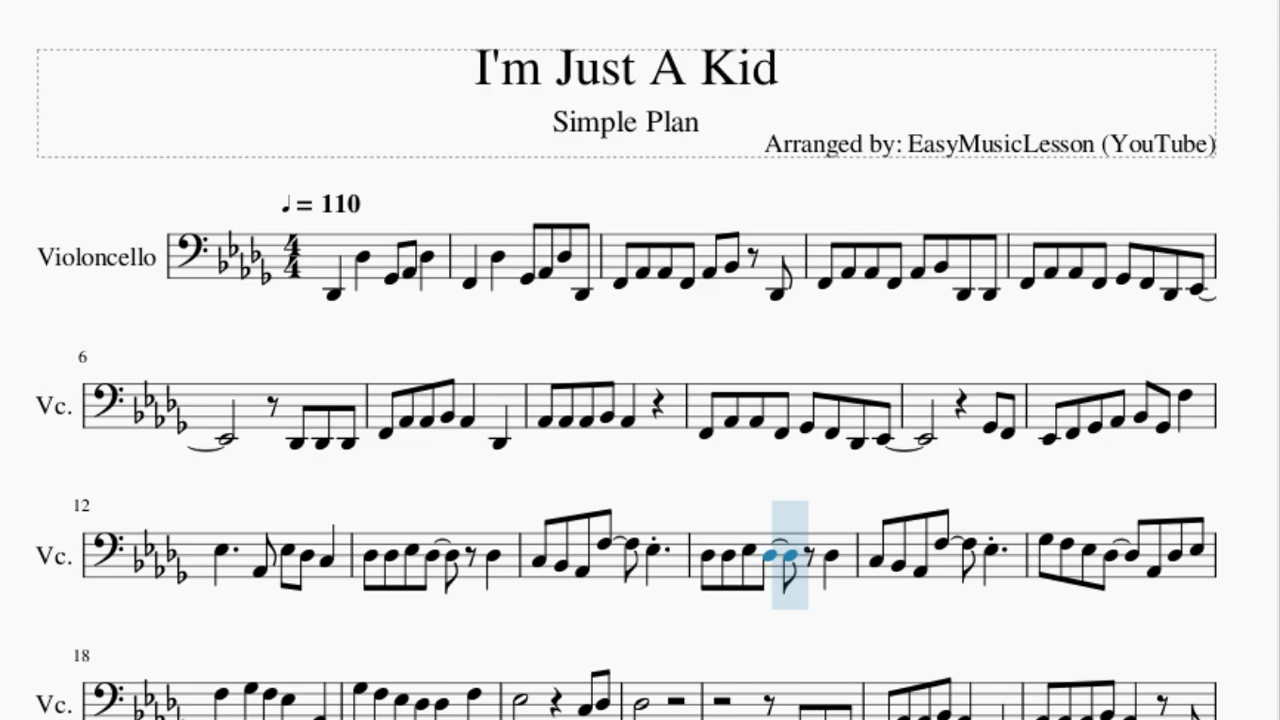 I'm Just A Kid
Simple Plan
Arranged by: EasyMusicLesson (YouTube)
♩ = 110
Violoncello
4
4
6
Vc.
12
Vc.
18
Vc.